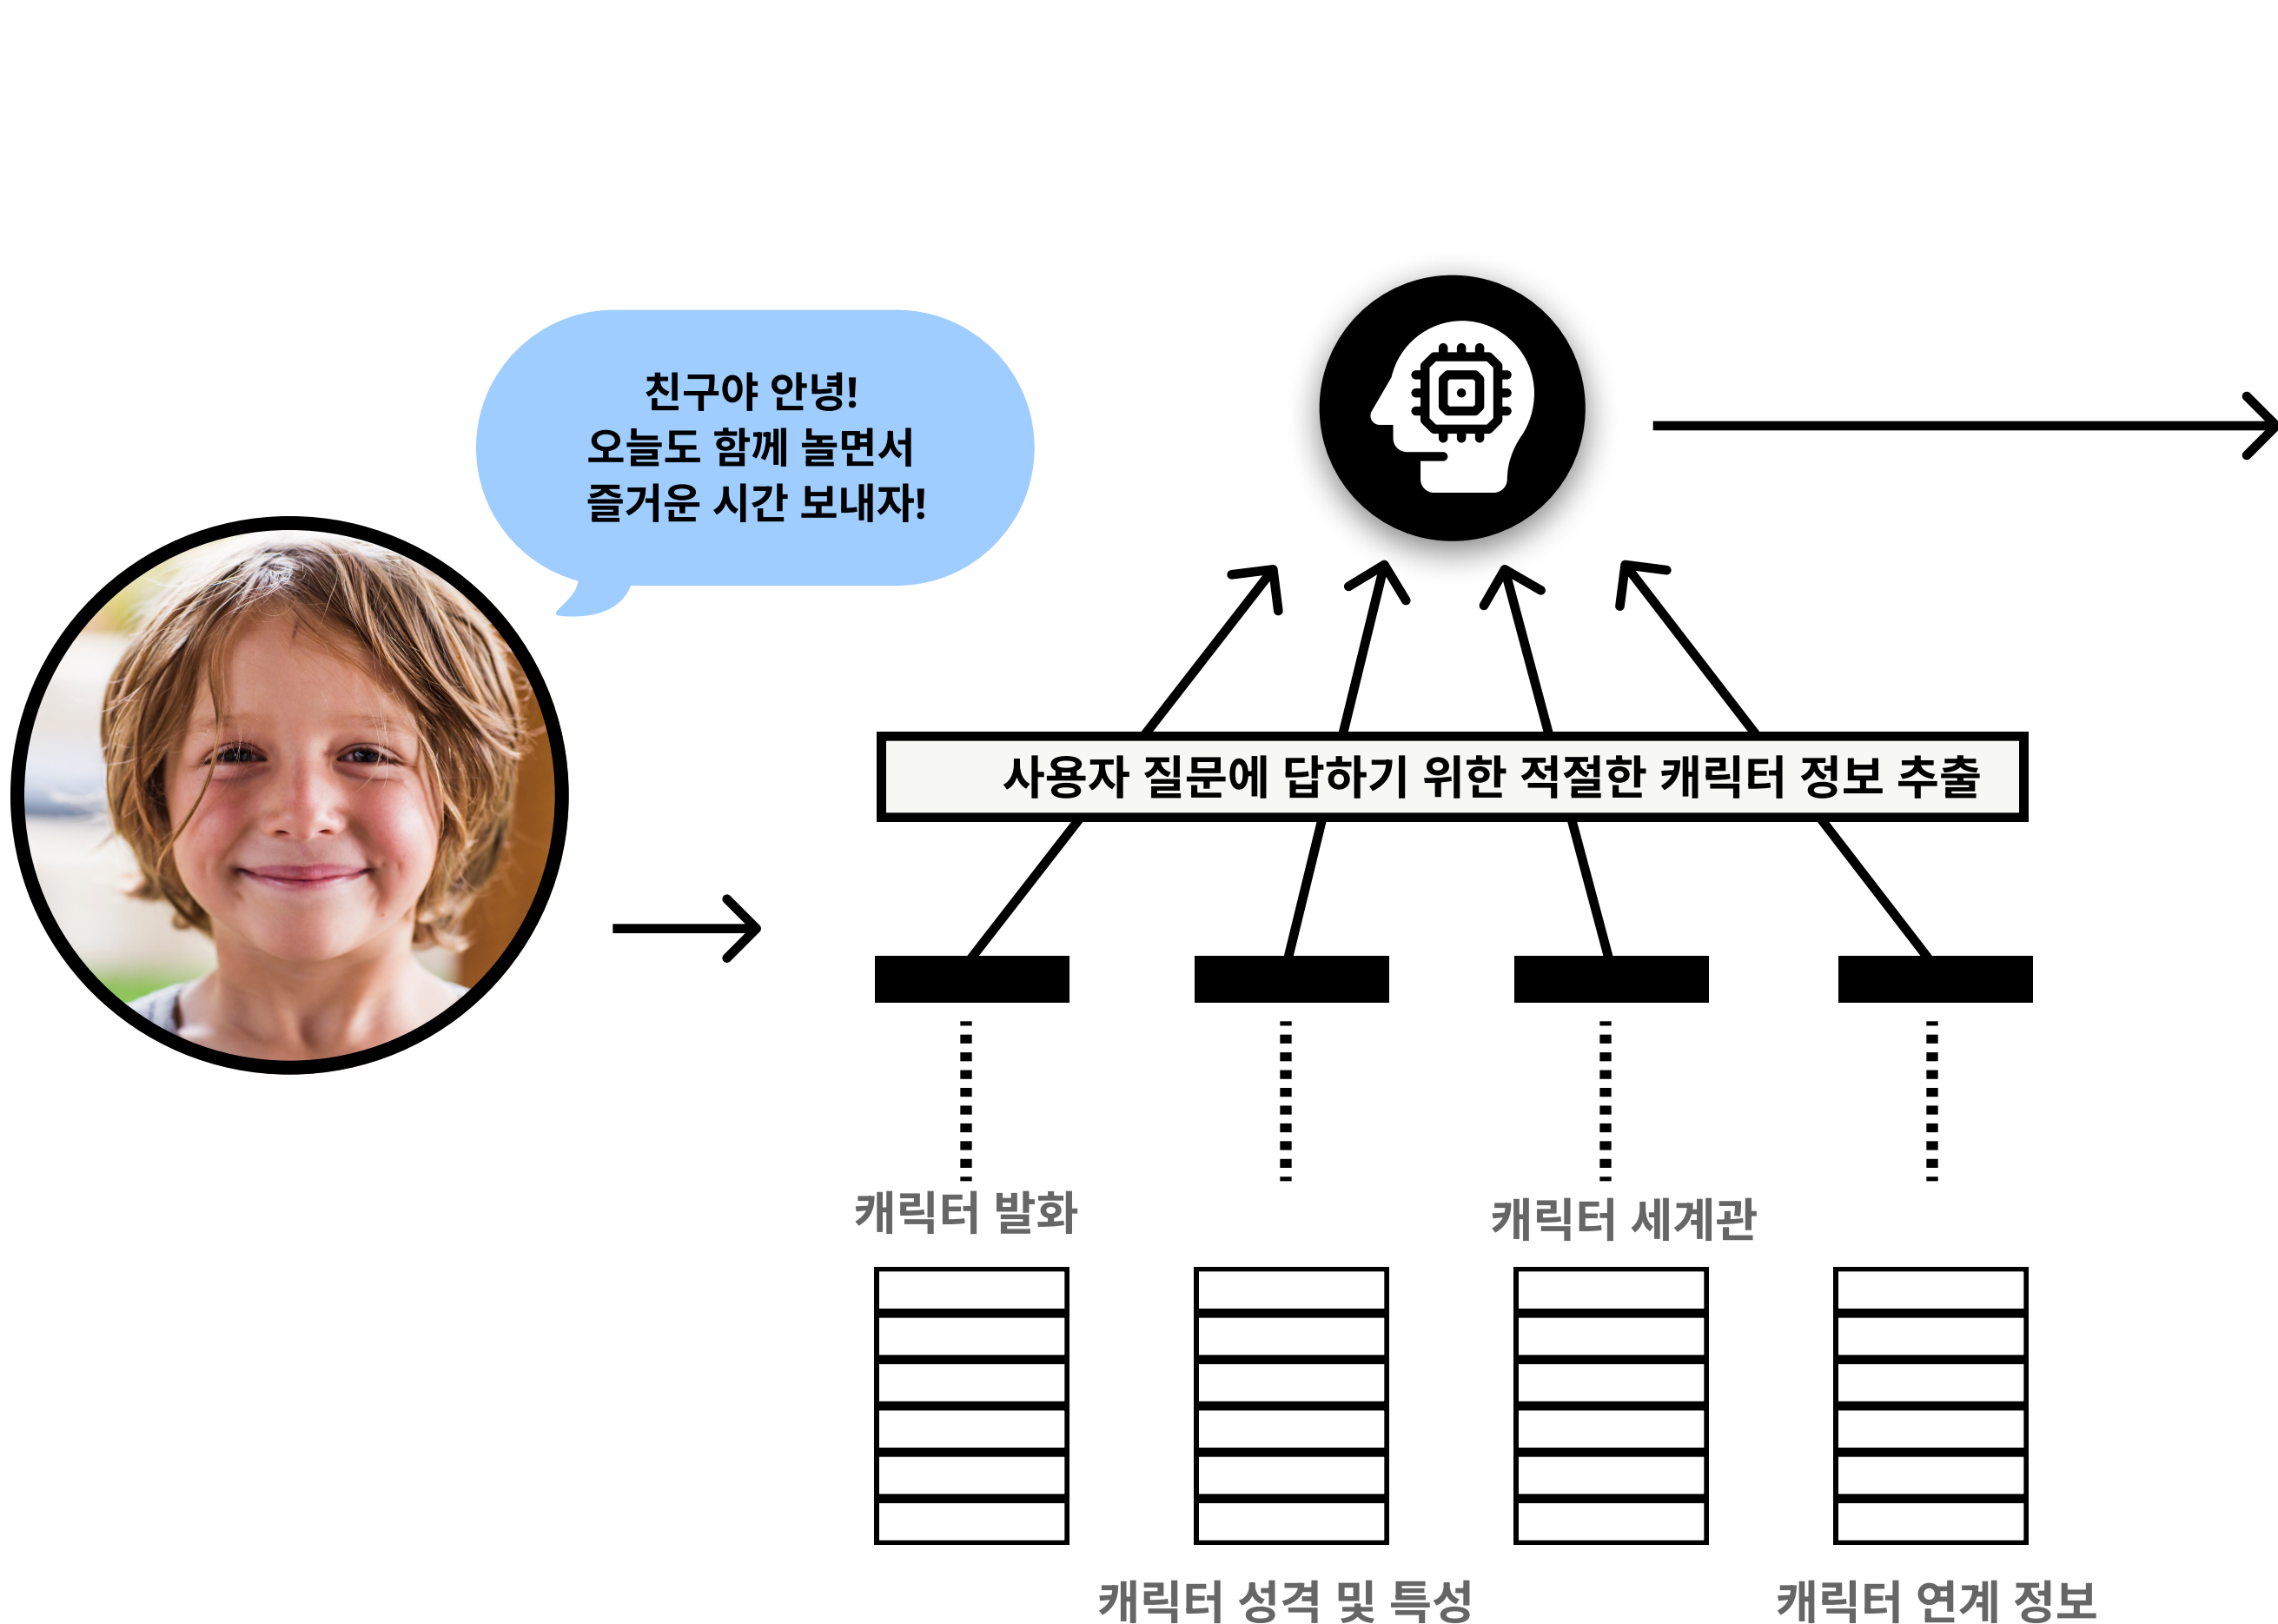 친구야 안녕!
오늘도 함께 놀면서
즐거운 시간 보내자!
사용자 질문에 답하기 위한 적절한 캐릭터 정보 추출
캐릭터 발화
캐릭터 세계관
캐릭터 성격 및 특성
캐릭터 연계 정보